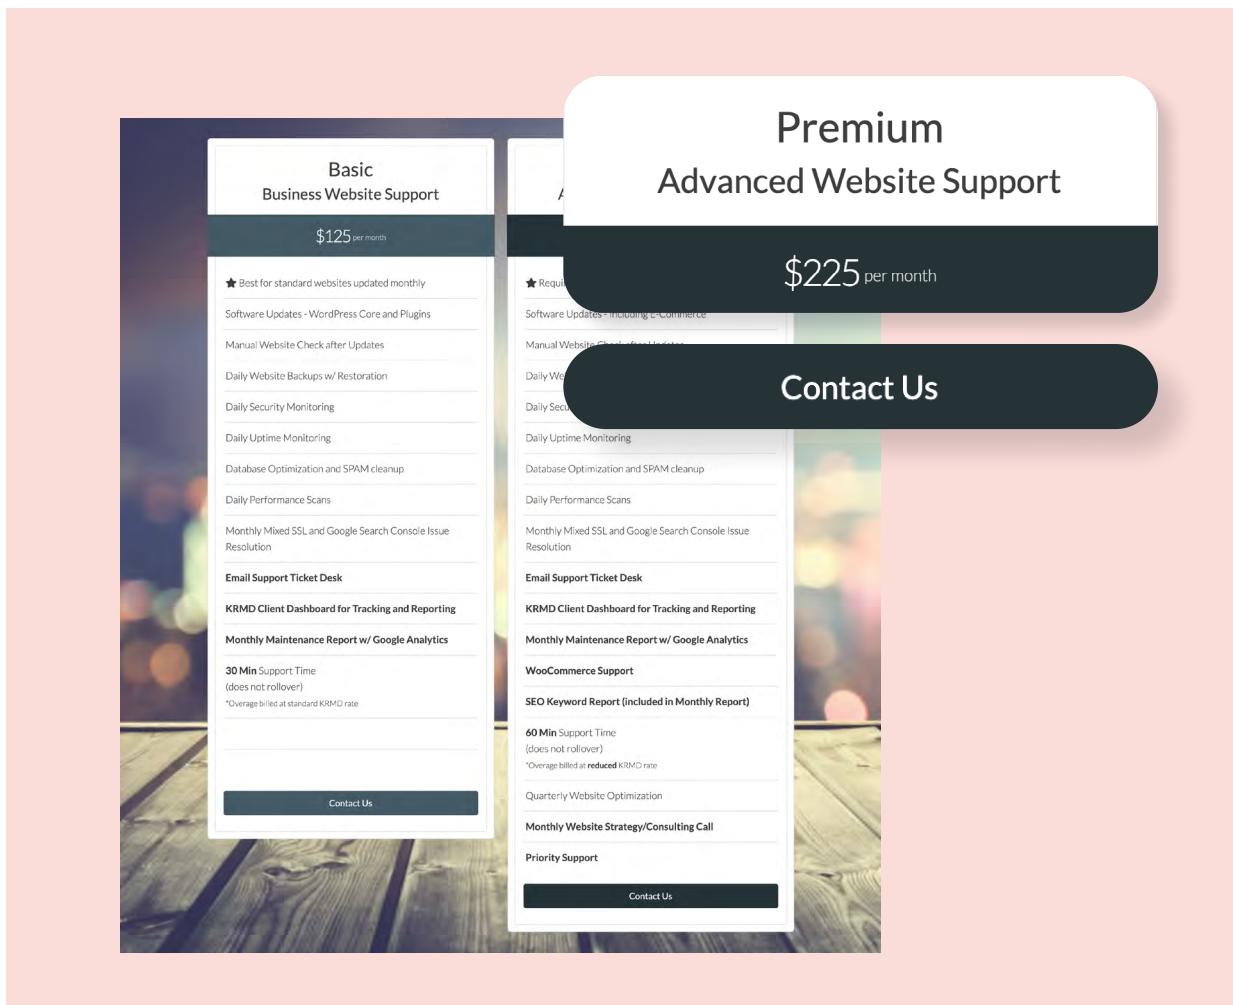 Premium
Advanced Website Support
$225 per month
Contact Us
Basic
Business Website Support
$125 per month
★ Best for standard websites updated monthly
Software Updates - WordPress Core and Plugins
Manual Website Check after Updates
Daily Website Backups w/ Restoration
Daily Security Monitoring
Daily Uptime Monitoring
Database Optimization and SPAM cleanup
Daily Performance Scans
Monthly Mixed SSL and Google Search Console Issue
Resolution
Email Support Ticket Desk
KRMD Client Dashboard for Tracking and Reporting
Monthly Maintenance Report w/ Google Analytics
30 Min Support Time
(does not rollover)
*Overage billed at standard KRMD rate
Contact Us
★
Software Updates - Including E-Commerce
Manual Website Check after Updates
Daily
Daily
Daily Uptime Monitoring
Database Optimization and SPAM cleanup
Daily Performance Scans
Monthly Mixed SSL and Google Search Console Issue
Resolution
Email Support Ticket Desk
KRMD Client Dashboard for Tracking and Reporting
Monthly Maintenance Report w/ Google Analytics
WooCommerce Support
SEO Keyword Report (included in Monthly Report)
60 Min Support Time
(does not rollover)
*Overage billed at reduced KRMD rate
Quarterly Website Optimization
Monthly Website Strategy/Consulting Call
Priority Support
Contact Us